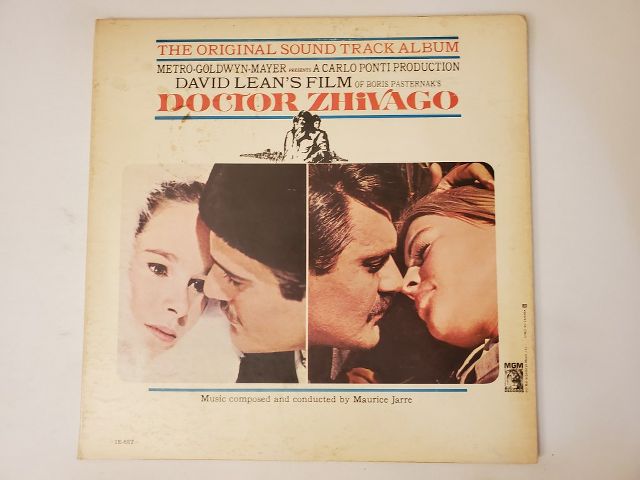 THE ORIGINAL SOUND TRACK ALBUM
METRO-GOLDWYN-MAYER PRESENTS A CARLO PONTI PRODUCTION
DAVID LEAN'S FILM OF BORIS PASTERNAK'S
DOCTOR ZHiVAGO
MGM
Music composed and conducted by Maurice Jarre